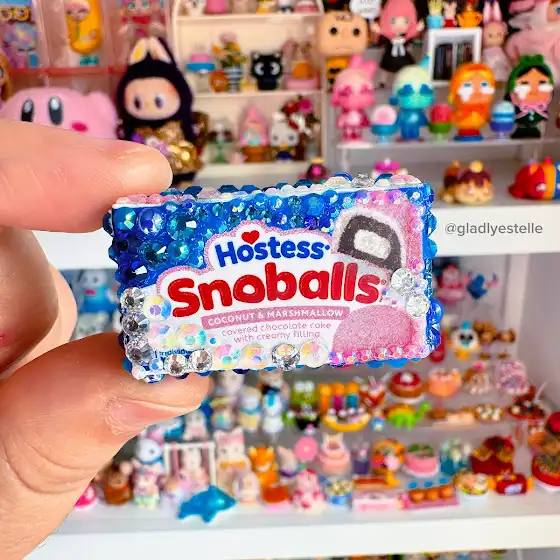 @gladlyestelle
Hostess
Snoballs
COCONUT & MARSHMALLOW
covered chocolate cake
with creamy filling